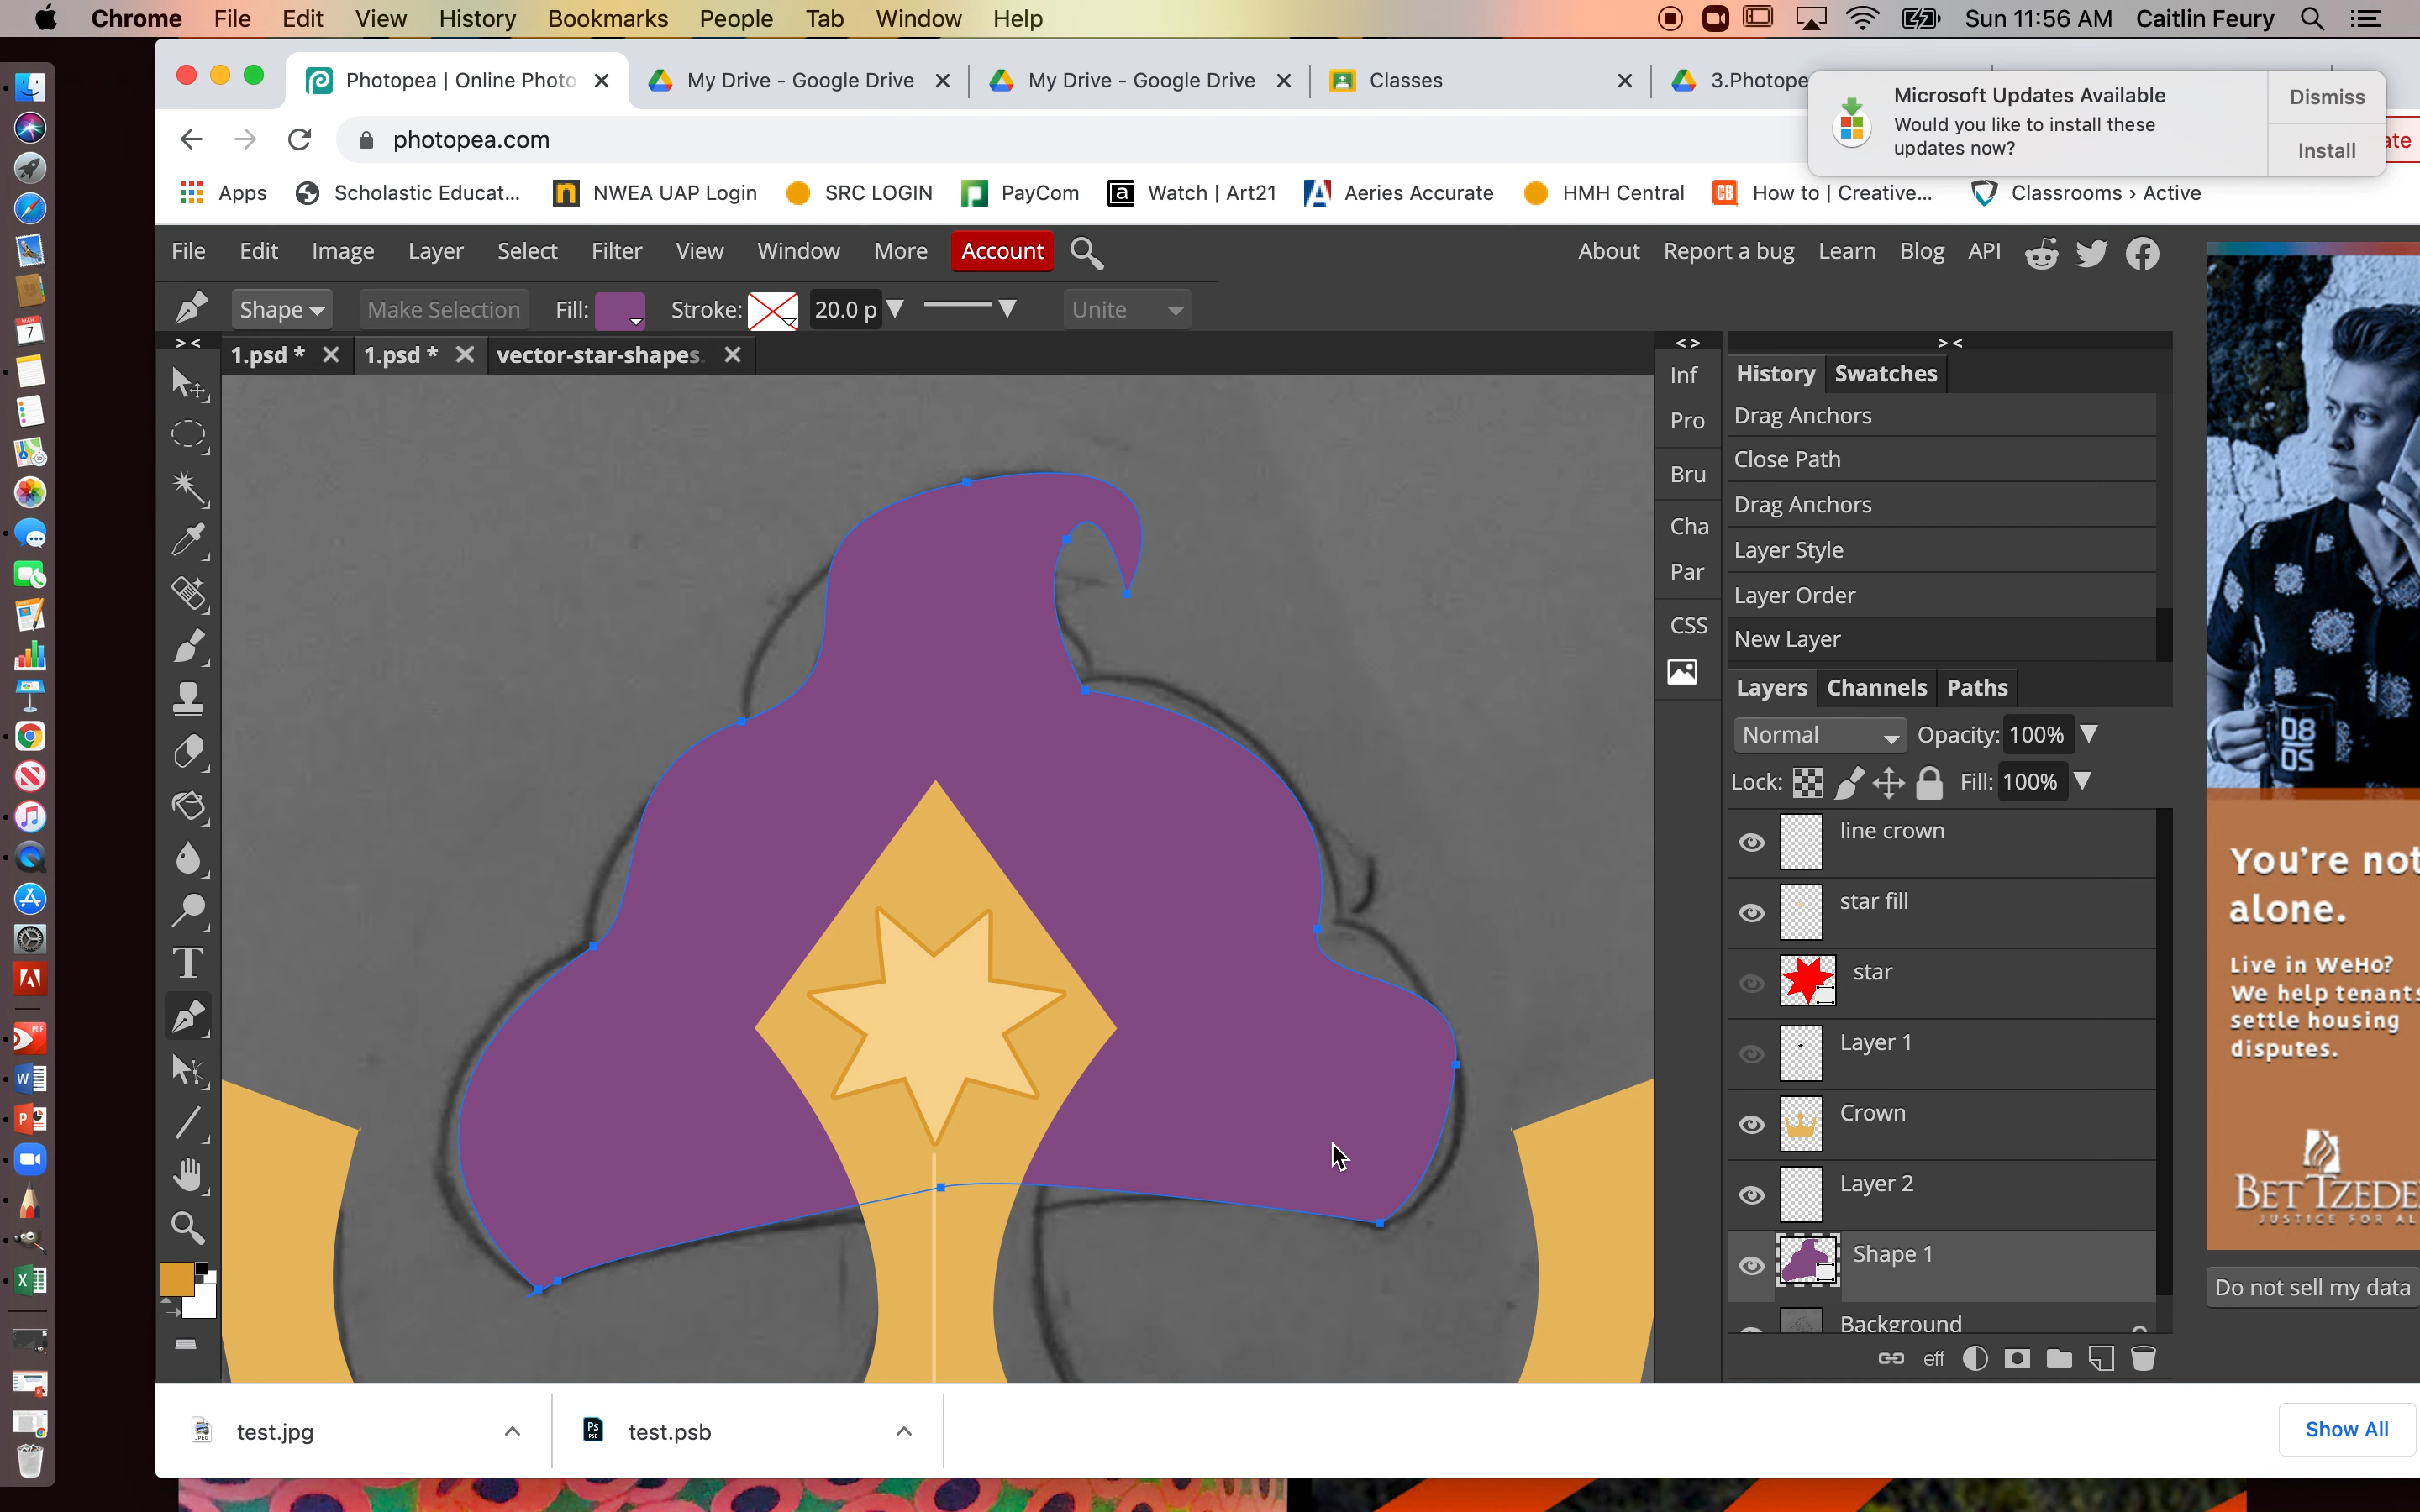 Chrome File Edit View History Bookmarks People Tab Window Help
Sun 11:56 AM Caitlin Feury
Photopea | Online Photo
My Drive - Google Drive
My Drive - Google Drive
Classes
3.Photope
Microsoft Updates Available
Would you like to install these
updates now?
Dismiss
Install
photopea.com
Apps
Scholastic Educat...
NWEA UAP Login
SRC LOGIN
PayCom
Watch | Art21
Aeries Accurate
HMH Central
How to | Creative...
Classrooms › Active
File Edit Image Layer Select Filter View Window More Account
About Report a bug Learn Blog API
Shape Make Selection Fill: Stroke: 20.0 p Unite
1.psd *
1.psd *
vector-star-shapes.
Inf
Pro
Bru
Cha
Par
CSS
History Swatches
Drag Anchors
Close Path
Drag Anchors
Layer Style
Layer Order
New Layer
Layers Channels Paths
Normal Opacity: 100%
Lock: Fill: 100%
line crown
star fill
star
Layer 1
Crown
Layer 2
Shape 1
Background
eff
08
05
You're not
alone.
Live in WeHo?
We help tenants
settle housing
disputes.
BET TZEDE
JUSTICE FOR AL
Do not sell my data
test.jpg
test.psb
Show All